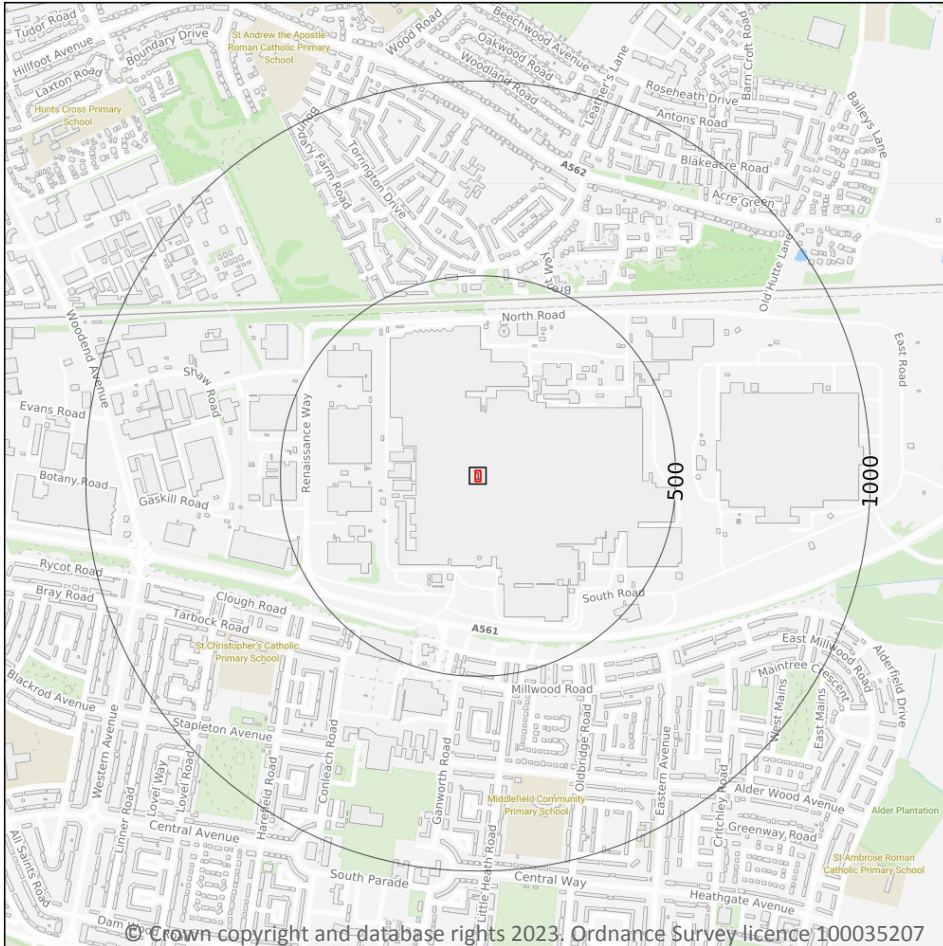 Tudor Road
Hillfoot Avenue
Laxton Road
Boundary Drive
St Andrew the Apostle
Roman Catholic Primary
School
Wood Road
Beechwood Avenue
Oakwood Road
Woodland Road
Leathers Lane
Barn Croft Road
Roseheath Drive
Antons Road
Baileys Lane
Hunts Cross Primary
School
Torrington Drive
A562
Blakeacre Road
Acre Green
Old Hutte Lane
North Road
East Road
Woodend Avenue
Shaw Road
Renaissance Way
Evans Road
Botany Road
Gaskill Road
1
500
1000
Rycot Road
Bray Road
Clough Road
Tarbock Road
South Road
A561
St Christopher's Catholic
Primary School
East Millwood Road
Maintree Crescent
Alderfield Drive
Millwood Road
West Mains
East Mains
Blackrod Avenue
Western Avenue
Stapleton Avenue
Conleach Road
Ganworth Road
Oldbridge Road
Eastern Avenue
Lovel Way
Lovel Road
Harefield Road
Liner Road
Middlefield Community
Primary School
Critchley Road
Alder Wood Avenue
Alder Plantation
Greenway Road
Central Avenue
All Saints Road
Little Heath Road
St Ambrose Roman
Catholic Primary School
South Parade
Central Way
Heathgate Avenue
© Crown copyright and database rights 2023. Ordnance Survey licence 100035207